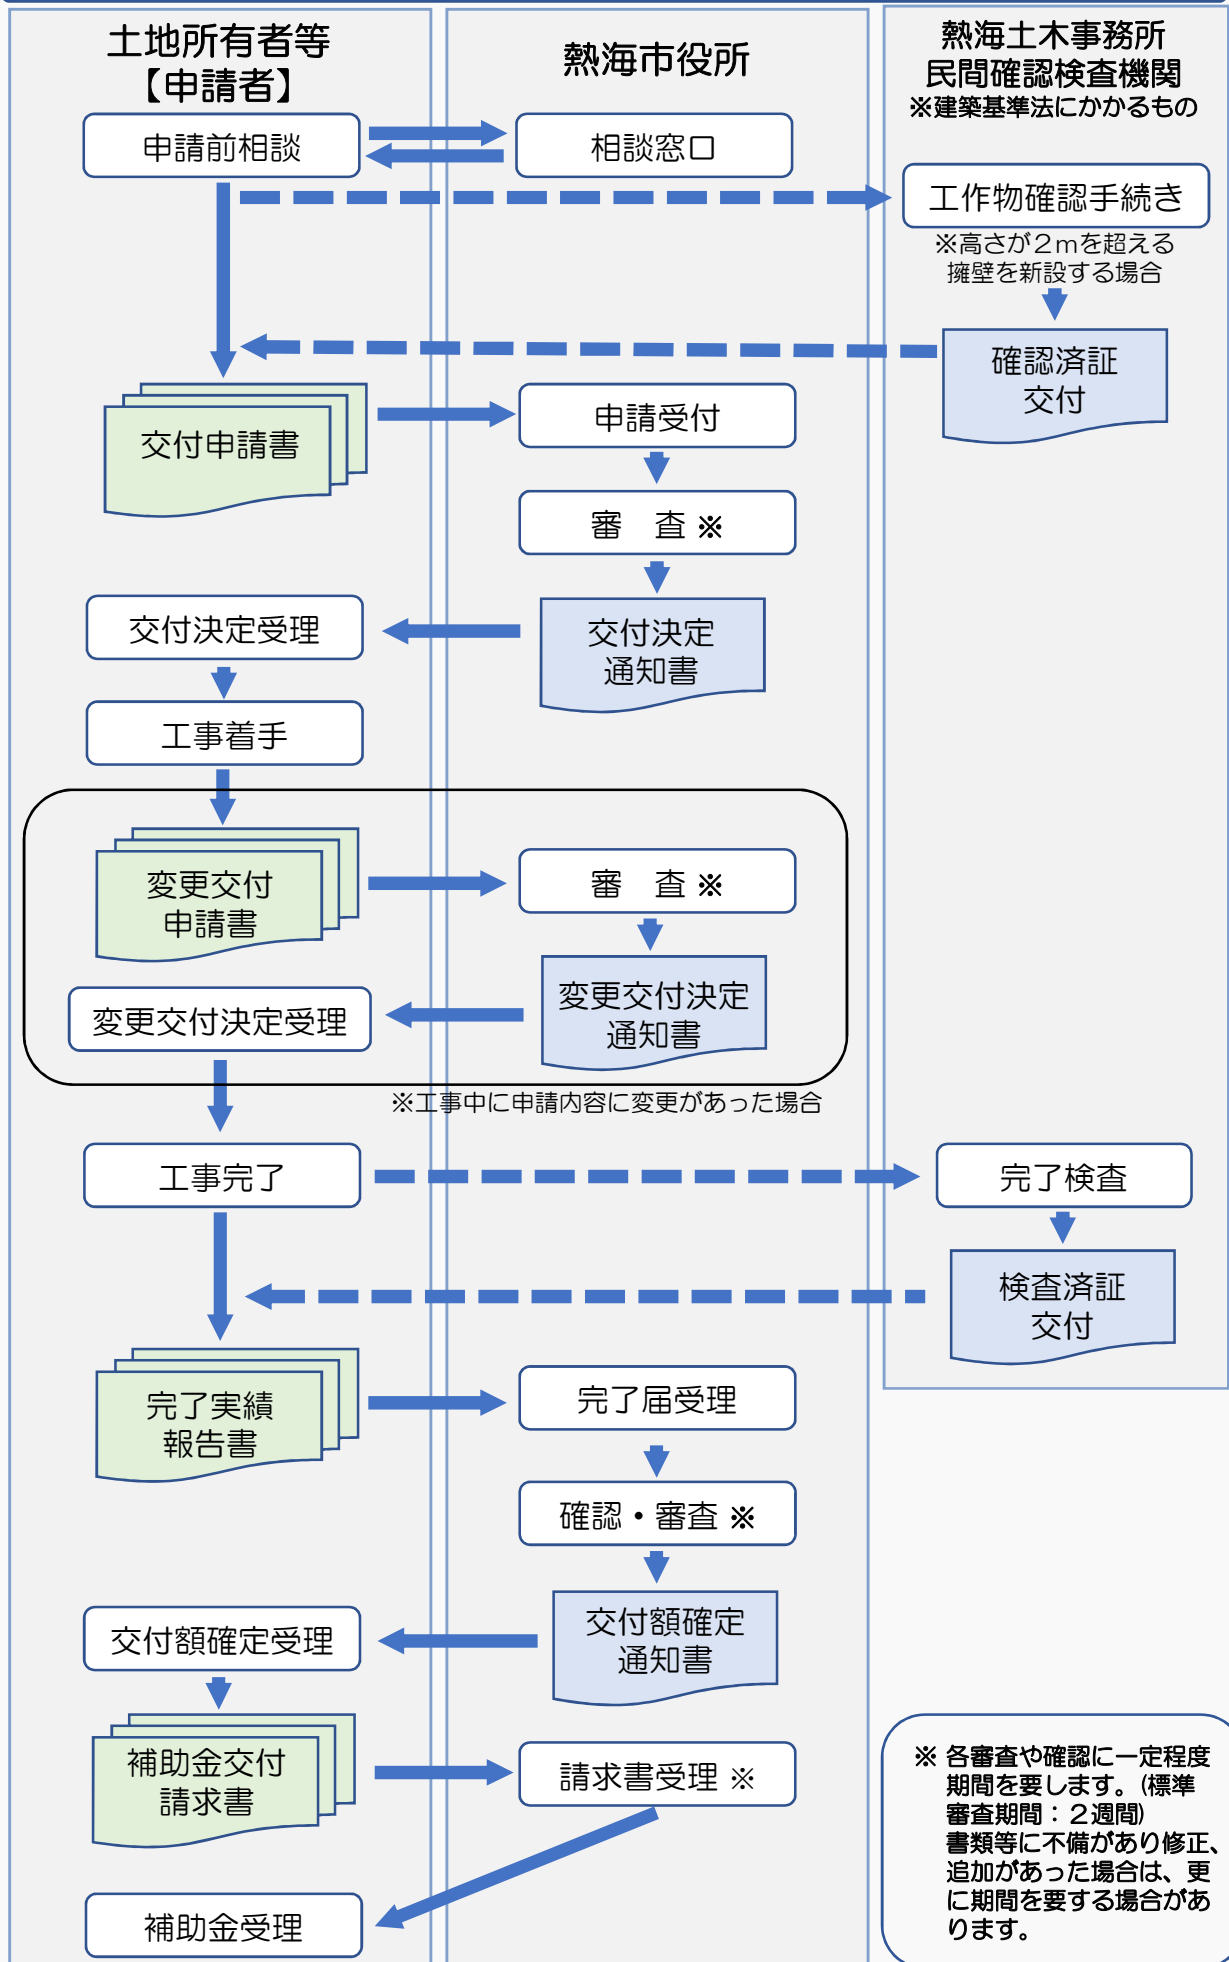 土地所有者等
【申請者】
熱海市役所
熱海土木事務所
民間確認検査機関
※建築基準法にかかるもの
申請前相談
相談窓口
工作物確認手続き
※高さが2mを超える
擁壁を新設する場合
確認済証
交付
交付申請書
申請受付
審　査 ※
交付決定
通知書
交付決定受理
工事着手
変更交付
申請書
審　査 ※
変更交付決定
通知書
変更交付決定受理
※工事中に申請内容に変更があった場合
工事完了
完了検査
検査済証
交付
完了実績
報告書
完了届受理
確認・審査 ※
交付額確定
通知書
交付額確定受理
補助金交付
請求書
請求書受理 ※
補助金受理
※ 各審査や確認に一定程度
期間を要します。(標準
審査期間：2週間)
書類等に不備があり修正、
追加があった場合は、更
に期間を要する場合があ
ります。